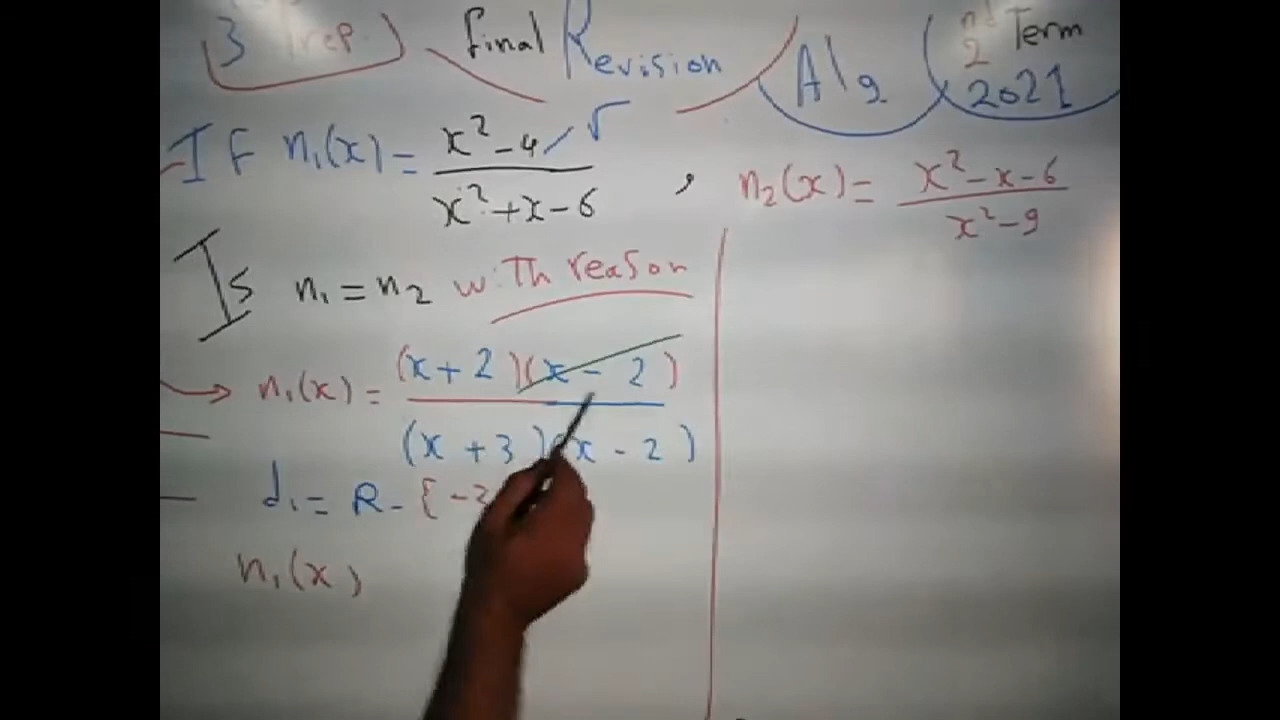 3 Prep. Final Revision Alg 2nd Term 2021
If n₁(x) = (x² - 4)/(x² + x - 6) , n₂(x) = (x² - x - 6)/(x² - 9)
Is n₁ = n₂ with reason
n₁(x) = (x + 2)(x - 2)/(x + 3)(x - 2)
d₁ = R - {-3
n₁(x)